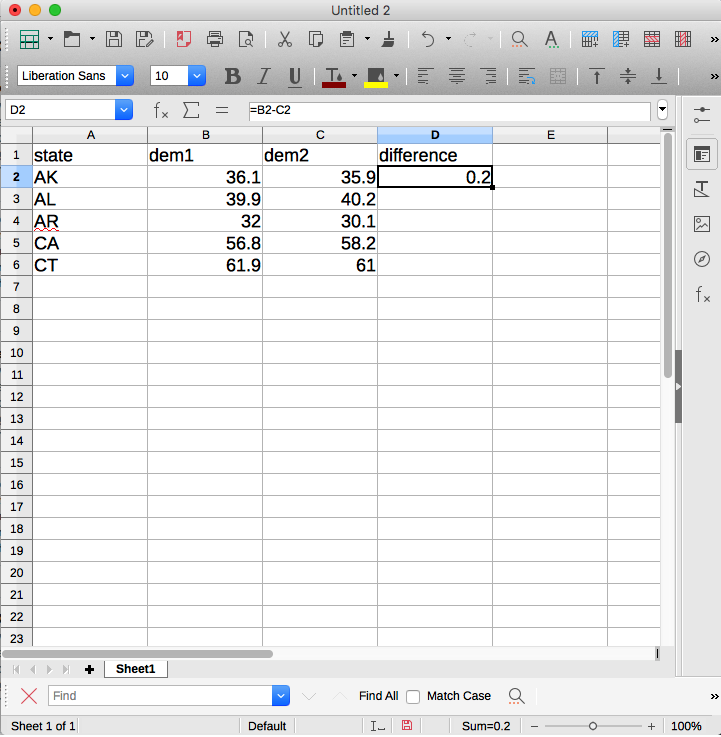 Untitled 2
Liberation Sans 10 B I U T
D2 fx Σ = =B2-C2
A B C D E
1 state dem1 dem2 difference
2 AK 36.1 35.9 0.2
3 AL 39.9 40.2
4 AR 32 30.1
5 CA 56.8 58.2
6 CT 61.9 61
7
8
9
10
11
12
13
14
15
16
17
18
19
20
21
22
23
Sheet1
Find Find All Match Case
Sheet 1 of 1 Default Sum=0.2 100%